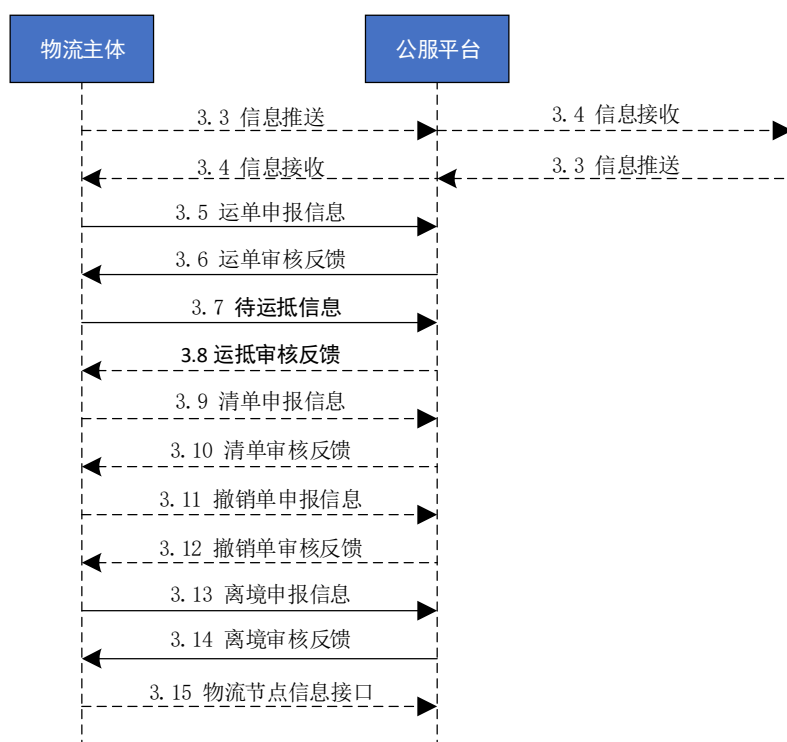 物流主体
公服平台
3.3 信息推送
3.4 信息接收
3.4 信息接收
3.3 信息推送
3.5 运单申报信息
3.6 运单审核反馈
3.7 待运抵信息
3.8 运抵审核反馈
3.9 清单申报信息
3.10 清单审核反馈
3.11 撤销单申报信息
3.12 撤销单审核反馈
3.13 离境申报信息
3.14 离境审核反馈
3.15 物流节点信息接口